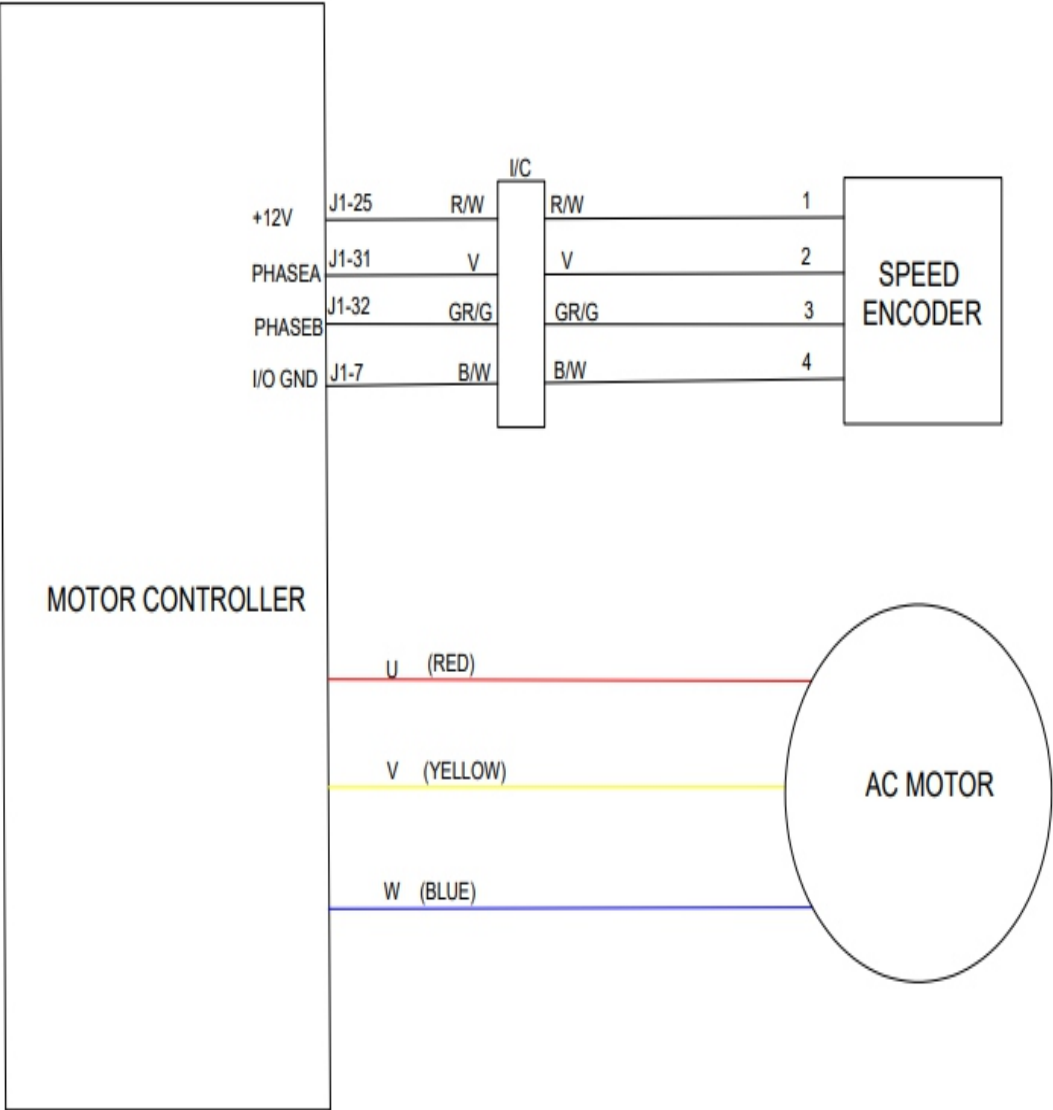 I/C
+12V J1-25 R/W R/W 1
PHASEA J1-31 V V 2
PHASEB J1-32 GR/G GR/G 3
I/O GND J1-7 B/W B/W 4
SPEED
ENCODER
MOTOR CONTROLLER
U (RED)
V (YELLOW)
AC MOTOR
W (BLUE)